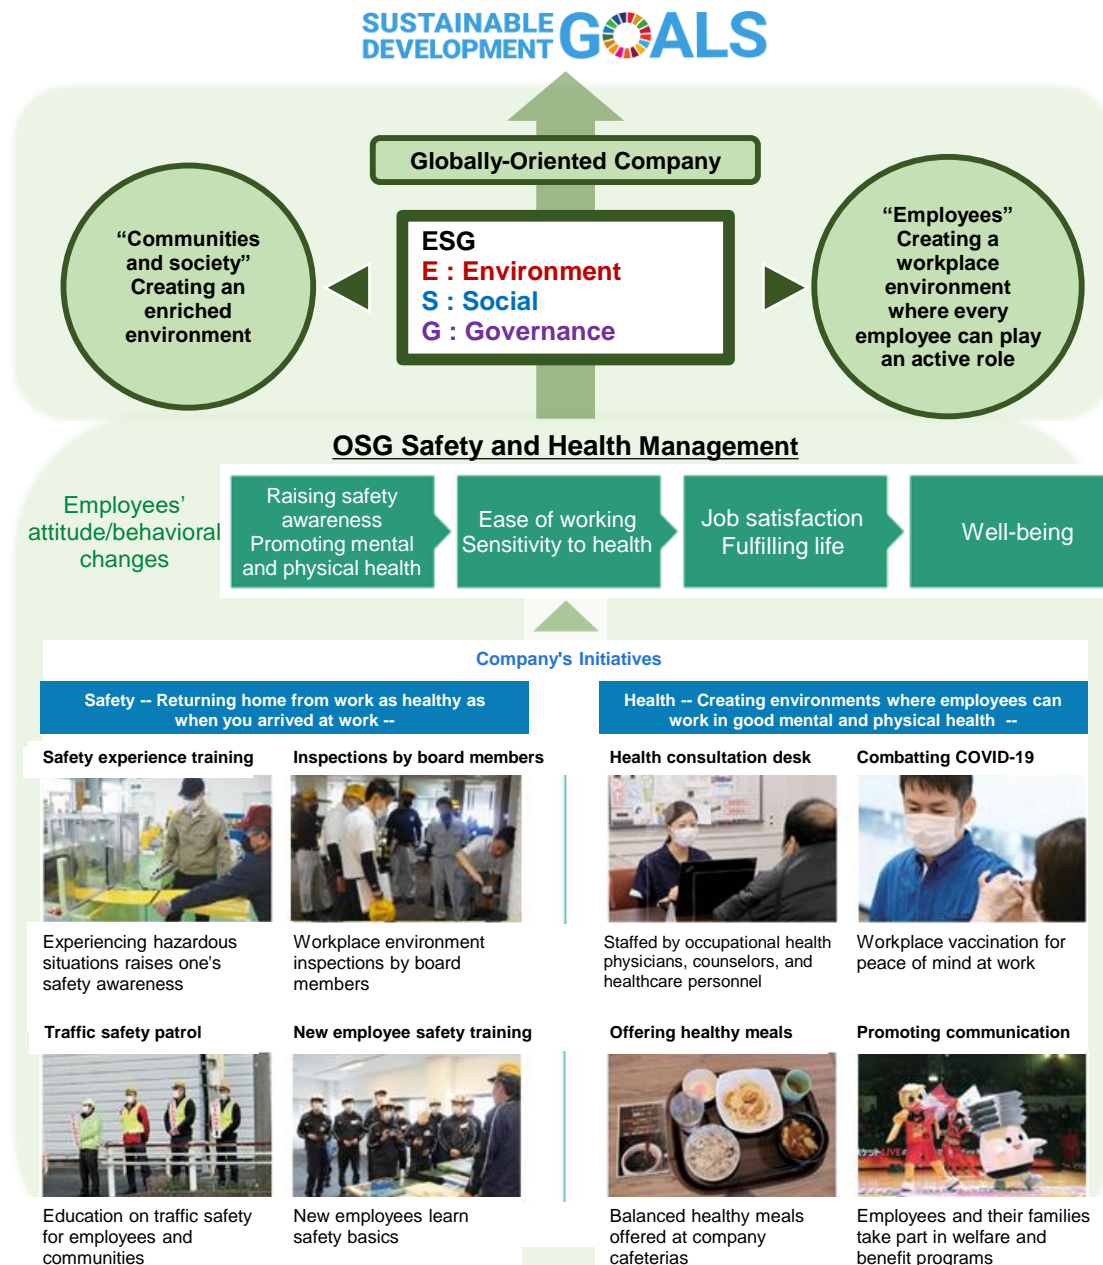 SUSTAINABLE
DEVELOPMENT
GOALS
Globally-Oriented Company
“Communities
and society”
Creating an
enriched
environment
ESG
E : Environment
S : Social
G : Governance
“Employees”
Creating a
workplace
environment
where every
employee can play
an active role
OSG Safety and Health Management
Employees’
attitude/behavioral
changes
Raising safety
awareness
Promoting mental
and physical health
Ease of working
Sensitivity to health
Job satisfaction
Fulfilling life
Well-being
Company's Initiatives
Safety -- Returning home from work as healthy as
when you arrived at work --
Health -- Creating environments where employees can
work in good mental and physical health --
Safety experience training
Inspections by board members
Health consultation desk
Combatting COVID-19
Experiencing hazardous
situations raises one's
safety awareness
Workplace environment
inspections by board
members
Staffed by occupational health
physicians, counselors, and
healthcare personnel
Workplace vaccination for
peace of mind at work
Traffic safety patrol
New employee safety training
Offering healthy meals
Promoting communication
Education on traffic safety
for employees and
communities
New employees learn
safety basics
Balanced healthy meals
offered at company
cafeterias
Employees and their families
take part in welfare and
benefit programs